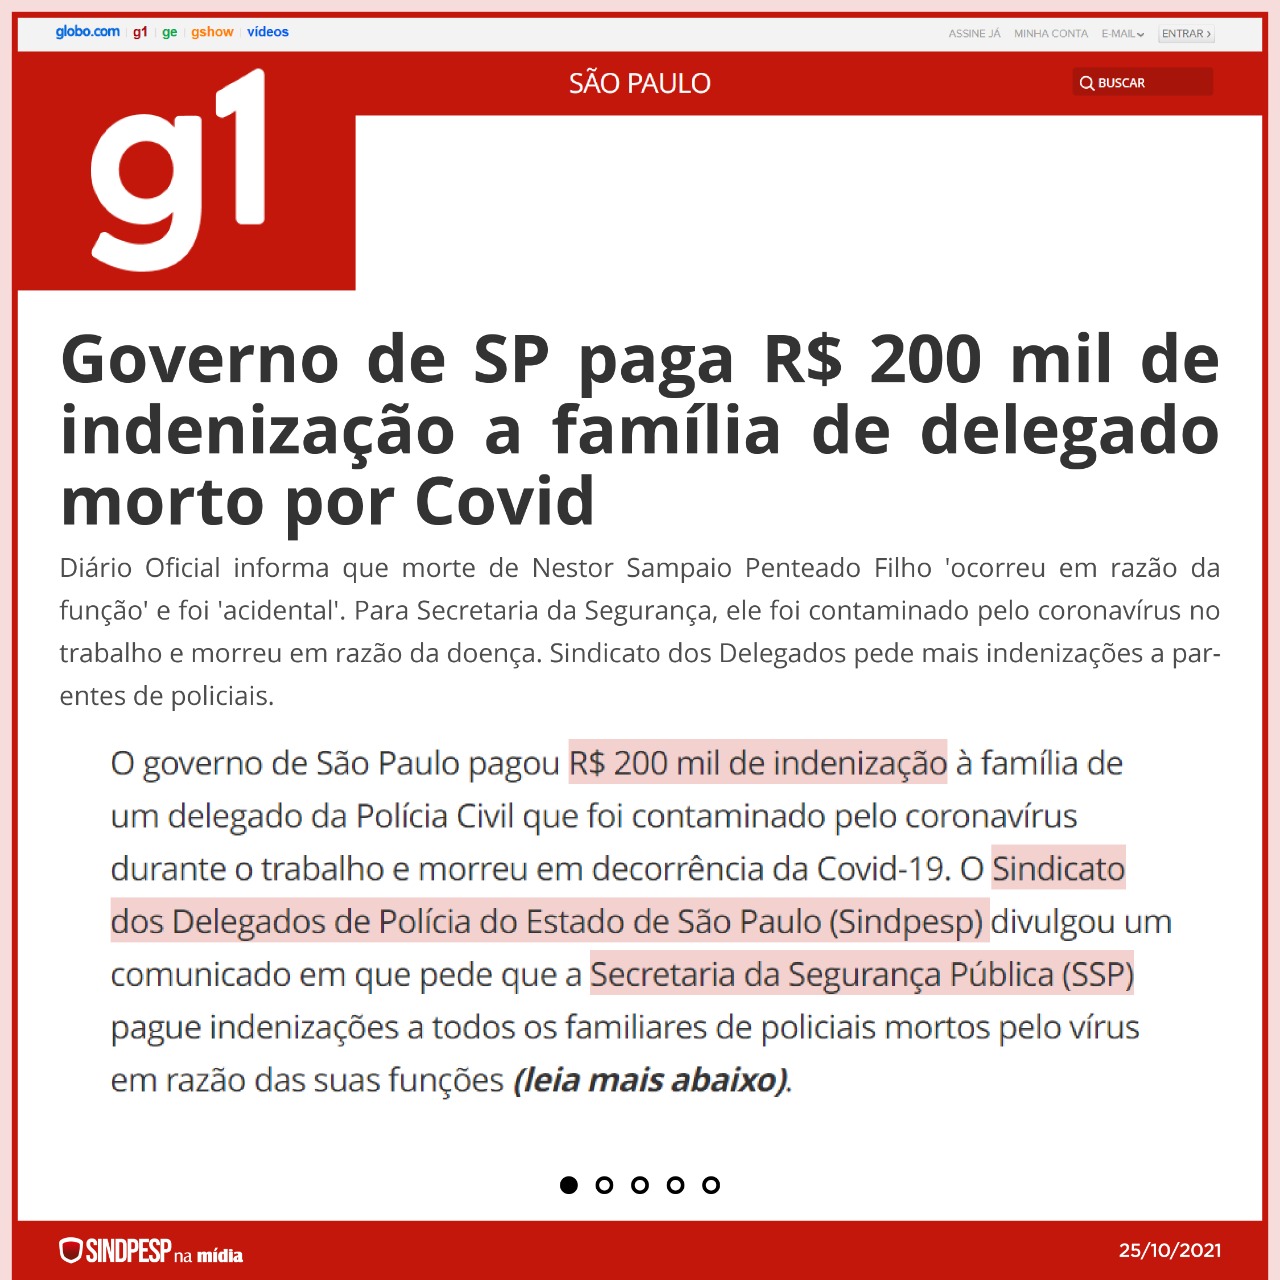 globo.com g1 ge gshow vídeos ASSINE JÁ MINHA CONTA E-MAIL ENTRAR ›
SÃO PAULO BUSCAR
g1
Governo de SP paga R$ 200 mil de
indenização a família de delegado
morto por Covid
Diário Oficial informa que morte de Nestor Sampaio Penteado Filho 'ocorreu em razão da
função' e foi 'acidental'. Para Secretaria da Segurança, ele foi contaminado pelo coronavírus no
trabalho e morreu em razão da doença. Sindicato dos Delegados pede mais indenizações a par-
entes de policiais.
O governo de São Paulo pagou R$ 200 mil de indenização à família de
um delegado da Polícia Civil que foi contaminado pelo coronavírus
durante o trabalho e morreu em decorrência da Covid-19. O Sindicato
dos Delegados de Polícia do Estado de São Paulo (Sindpesp) divulgou um
comunicado em que pede que a Secretaria da Segurança Pública (SSP)
pague indenizações a todos os familiares de policiais mortos pelo vírus
em razão das suas funções (leia mais abaixo).
SINDPESP na mídia 25/10/2021